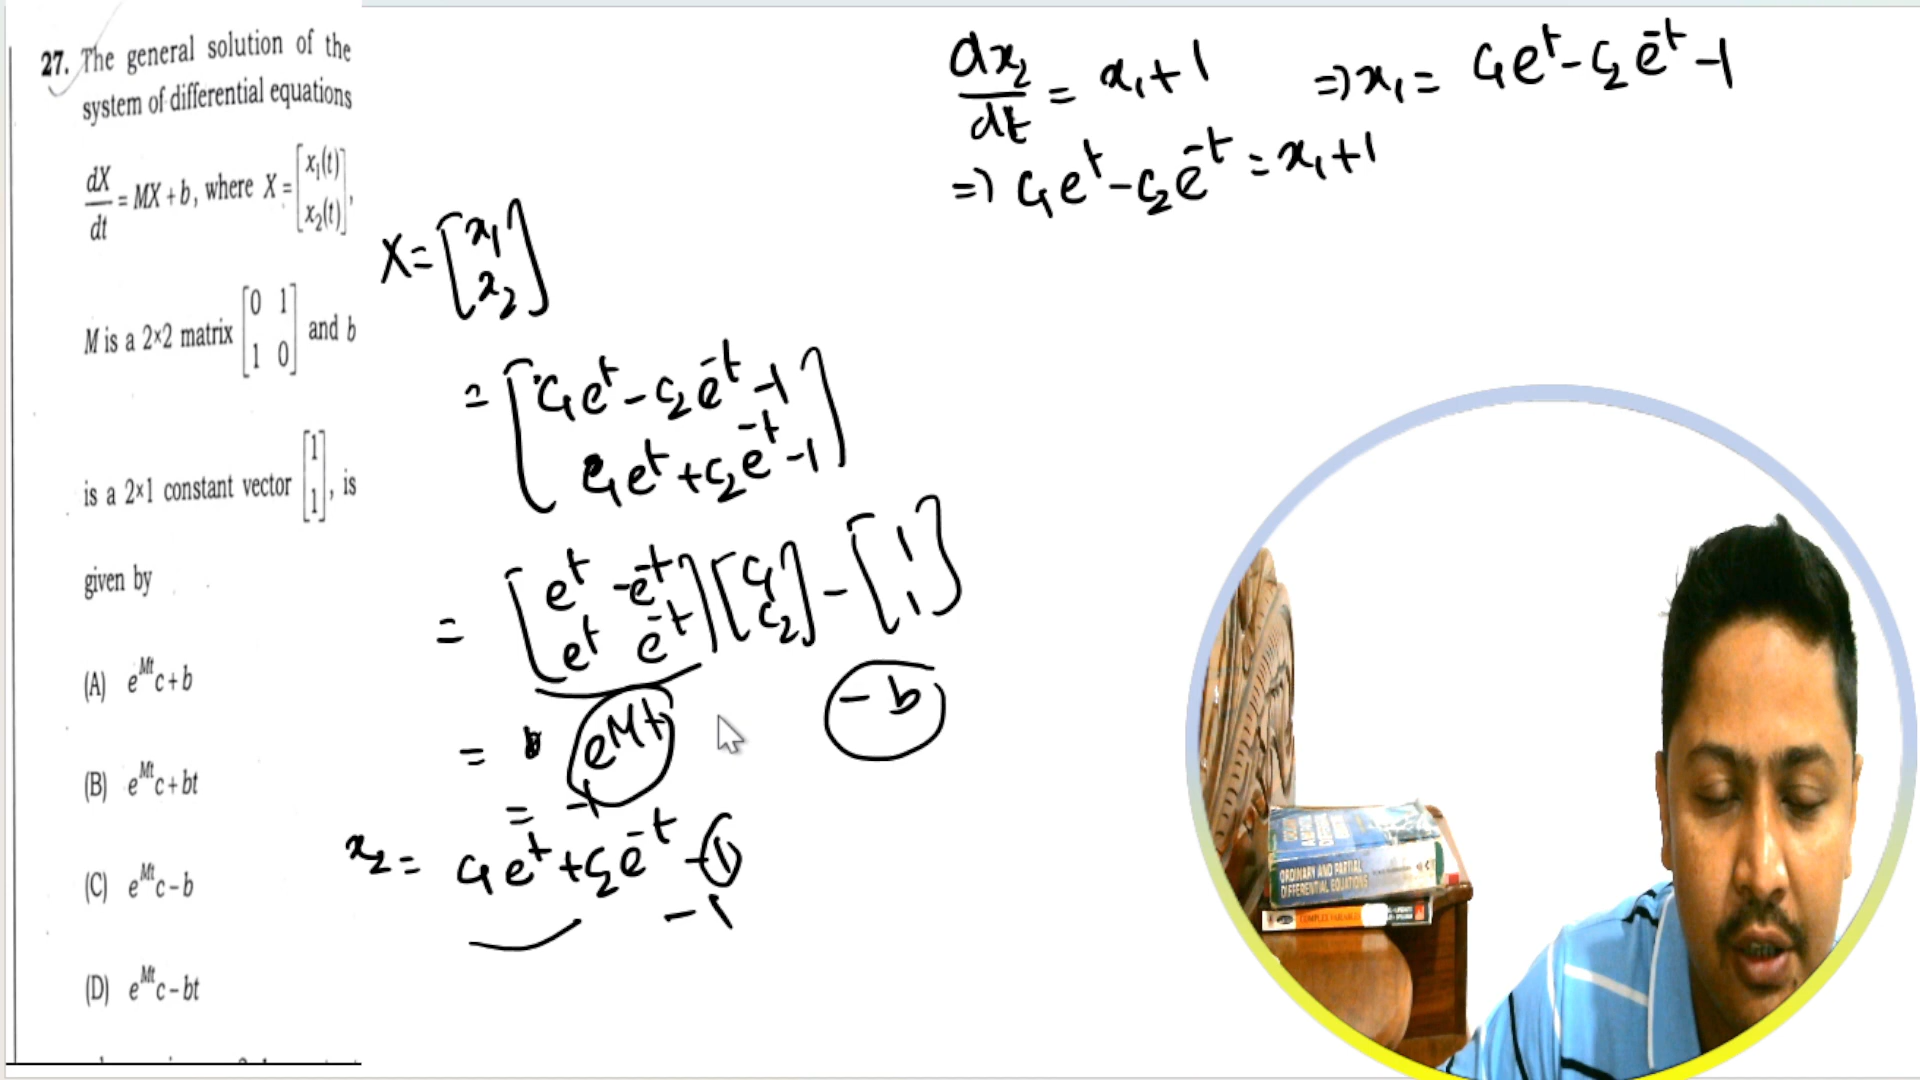 27. The general solution of the
system of differential equations
dX/dt = MX + b, where X = [x₁(t) x₂(t)],
M is a 2×2 matrix [0 1 1 0] and b
is a 2×1 constant vector [1 1], is
given by
(A) e^Mt c + b
(B) e^Mt c + bt
(C) e^Mt c – b
(D) e^Mt c – bt
X = [x₁ x₂]
= [c₁e^t - c₂e^-t - 1
c₁e^t + c₂e^-t - 1]
= [e^t -e^-t
e^t e^-t] [c₁ c₂] - [1 1]
= e^Mt - b
=
x₂ = c₁e^t + c₂e^-t - 1
- 1
dx₂/dt = x₁ + 1 ⇒ x₁ = c₁e^t - c₂e^-t - 1
⇒ c₁e^t - c₂e^-t = x₁ + 1
ORDINARY AND PARTIAL
DIFFERENTIAL EQUATIONS
COMPLEX VARIABLES